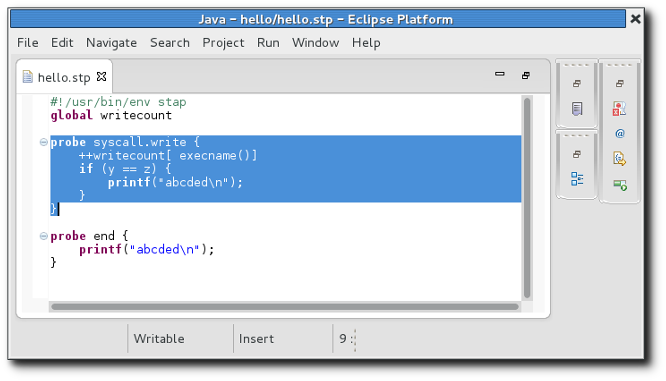 Java – hello/hello.stp – Eclipse Platform
File Edit Navigate Search Project Run Window Help
hello.stp
#!/usr/bin/env stap
global writecount
probe syscall.write {
++writecount[ execname()]
if (y == z) {
printf("abcded\n");
}
}
probe end {
printf("abcded\n");
}
Writable Insert 9 :